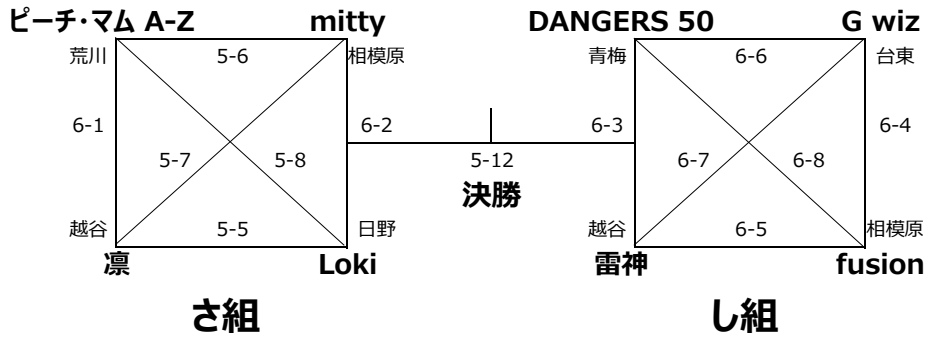 ピーチ・マム A-Z mitty DANGERS 50 G wiz
荒川 5-6 相模原 青梅 6-6 台東
6-1 6-2 6-3 6-4
5-7 5-8 5-12 6-7 6-8
決勝
越谷 5-5 日野 越谷 6-5 相模原
凛 Loki 雷神 fusion
さ組 し組